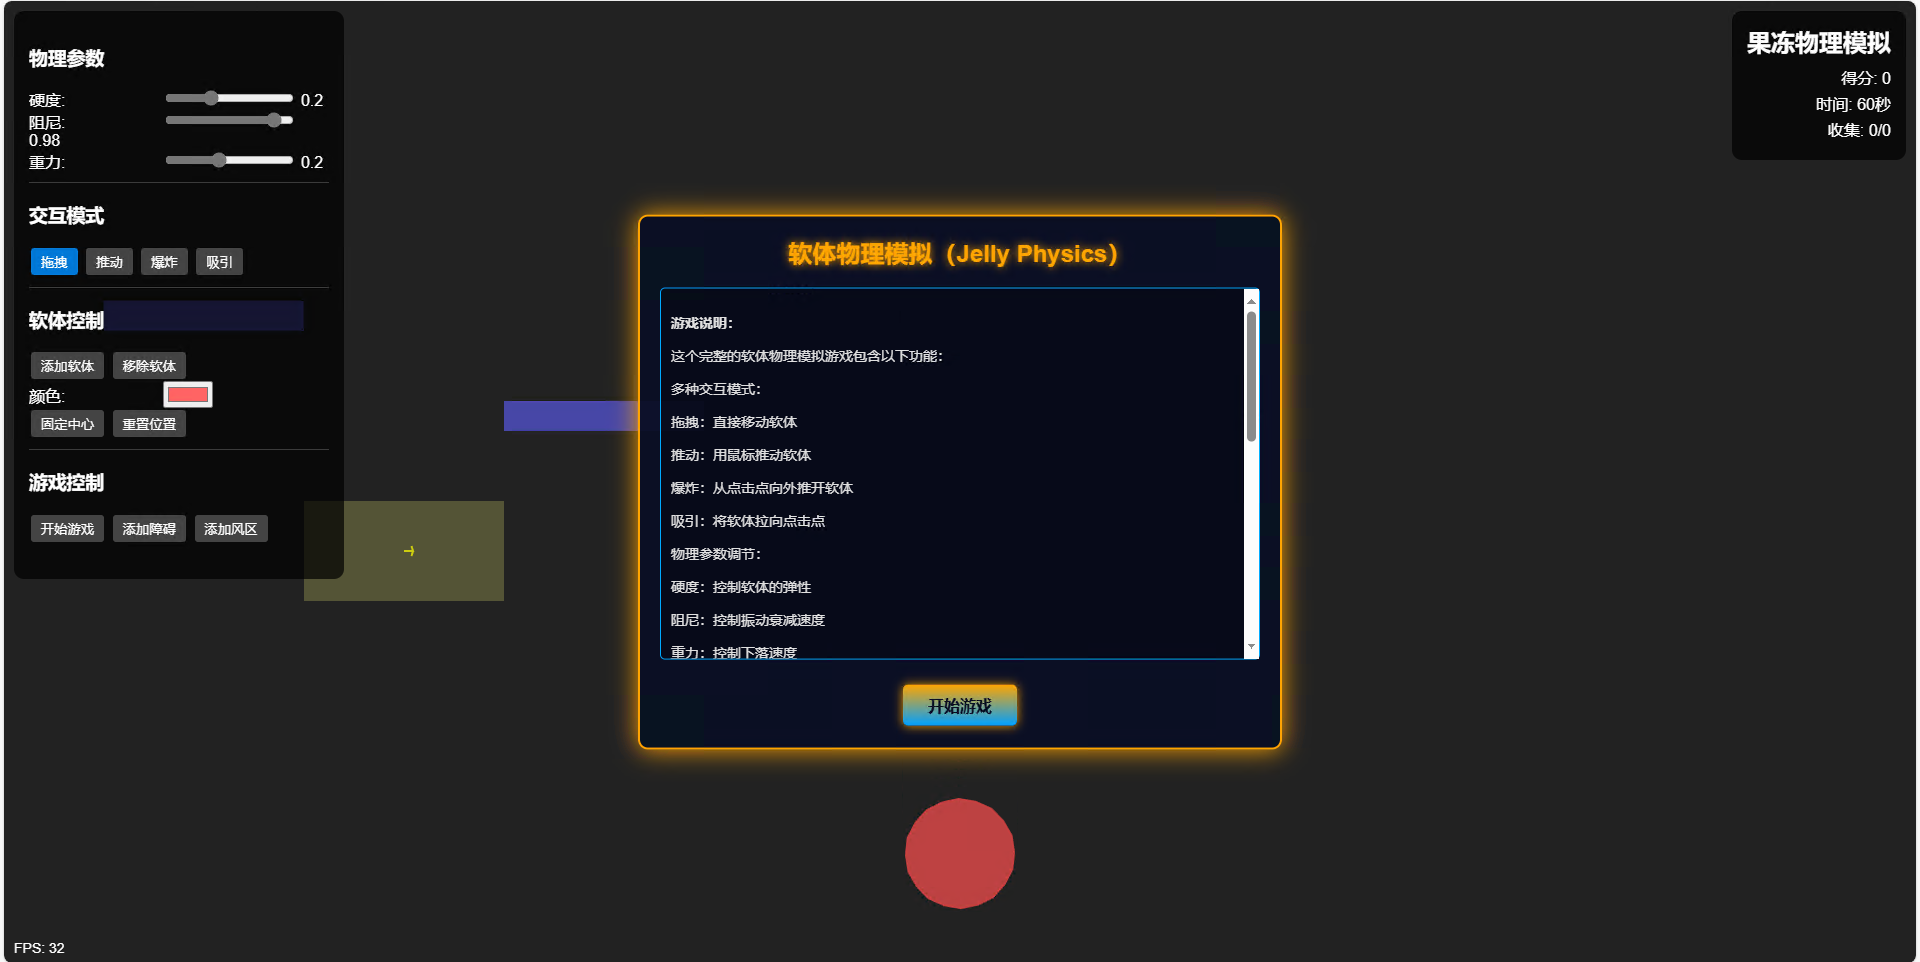 物理参数
硬度: 0.2
阻尼:
0.98
重力: 0.2
交互模式
拖拽 推动 爆炸 吸引
软体控制
添加软体 移除软体
颜色:
固定中心 重置位置
游戏控制
开始游戏 添加障碍 添加风区
→
FPS: 32
软体物理模拟（Jelly Physics）
游戏说明：
这个完整的软体物理模拟游戏包含以下功能：
多种交互模式：
拖拽：直接移动软体
推动：用鼠标推动软体
爆炸：从点击点向外推开软体
吸引：将软体拉向点击点
物理参数调节：
硬度：控制软体的弹性
阻尼：控制振动衰减速度
重力：控制下落速度
开始游戏
果冻物理模拟
得分: 0
时间: 60秒
收集: 0/0